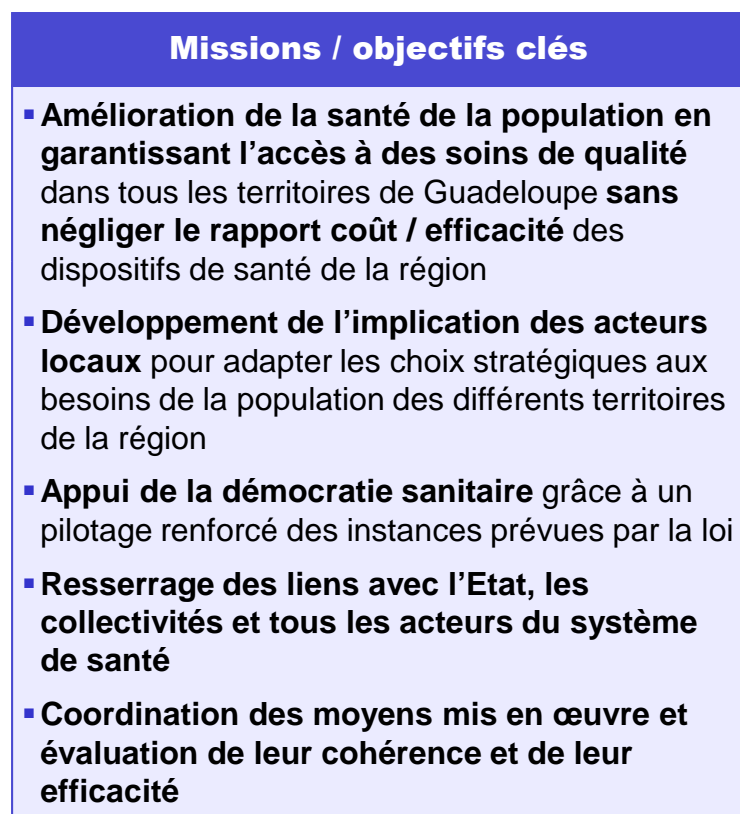 Missions / objectifs clés
▪ Amélioration de la santé de la population en
garantissant l’accès à des soins de qualité
dans tous les territoires de Guadeloupe sans
négliger le rapport coût / efficacité des
dispositifs de santé de la région
▪ Développement de l’implication des acteurs
locaux pour adapter les choix stratégiques aux
besoins de la population des différents territoires
de la région
▪ Appui de la démocratie sanitaire grâce à un
pilotage renforcé des instances prévues par la loi
▪ Resserrage des liens avec l’Etat, les
collectivités et tous les acteurs du système
de santé
▪ Coordination des moyens mis en œuvre et
évaluation de leur cohérence et de leur
efficacité